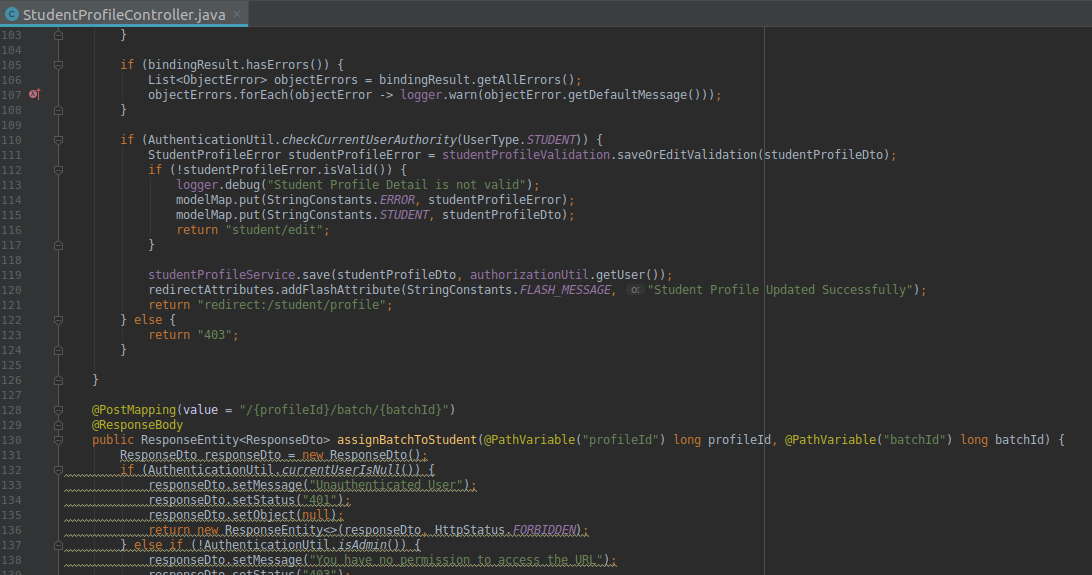 StudentProfileController.java
103 }
104
105 if (bindingResult.hasErrors()) {
106 List<ObjectError> objectErrors = bindingResult.getAllErrors();
107 objectErrors.forEach(objectError -> logger.warn(objectError.getDefaultMessage()));
108 }
109
110 if (AuthenticationUtil.checkCurrentUserAuthority(UserType.STUDENT)) {
111 StudentProfileError studentProfileError = studentProfileValidation.saveOrEditValidation(studentProfileDto);
112 if (!studentProfileError.isValid()) {
113 logger.debug("Student Profile Detail is not valid");
114 modelMap.put(StringConstants.ERROR, studentProfileError);
115 modelMap.put(StringConstants.STUDENT, studentProfileDto);
116 return "student/edit";
117 }
118
119 studentProfileService.save(studentProfileDto, authorizationUtil.getUser());
120 redirectAttributes.addFlashAttribute(StringConstants.FLASH_MESSAGE, o: "Student Profile Updated Successfully");
121 return "redirect:/student/profile";
122 } else {
123 return "403";
124 }
125
126 }
127
128 @PostMapping(value = "/{profileId}/batch/{batchId}")
129 @ResponseBody
130 public ResponseEntity<ResponseDto> assignBatchToStudent(@PathVariable("profileId") long profileId, @PathVariable("batchId") long batchId) {
131 ResponseDto responseDto = new ResponseDto();
132 if (AuthenticationUtil.currentUserIsNull()) {
133 responseDto.setMessage("Unauthenticated User");
134 responseDto.setStatus("401");
135 responseDto.setObject(null);
136 return new ResponseEntity<>(responseDto, HttpStatus.FORBIDDEN);
137 } else if (!AuthenticationUtil.isAdmin()) {
138 responseDto.setMessage("You have no permission to access the URL");
139 responseDto.setStatus("403");